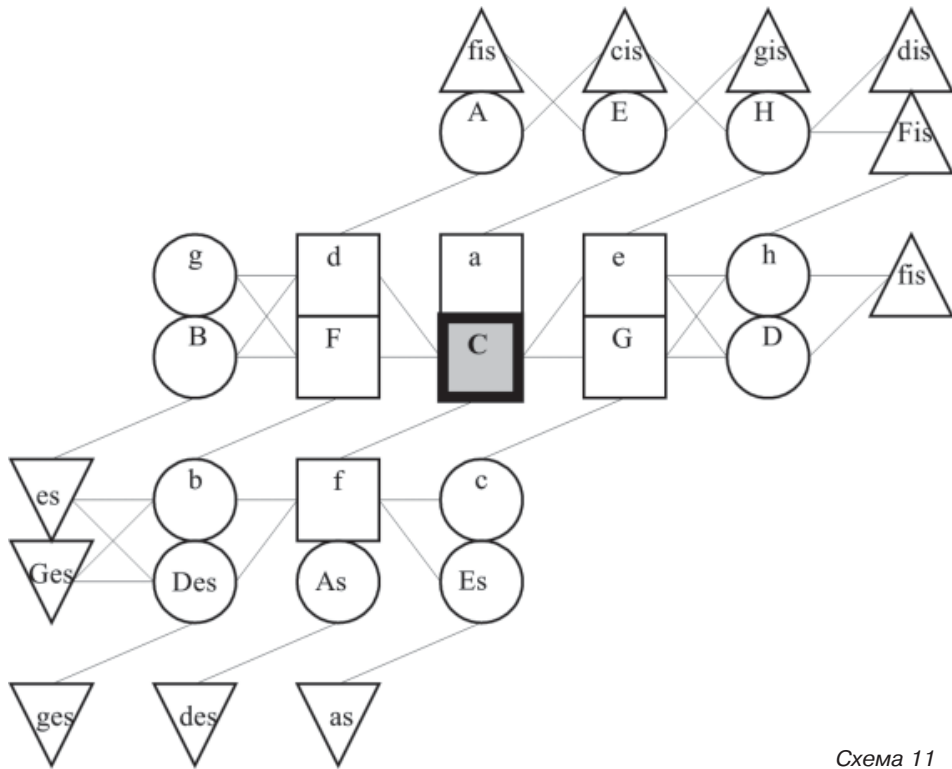 fis cis gis dis
A E H Fis
g d a e h fis
B F C G D
es b f c
Ges Des As Es
ges des as
Схема 11